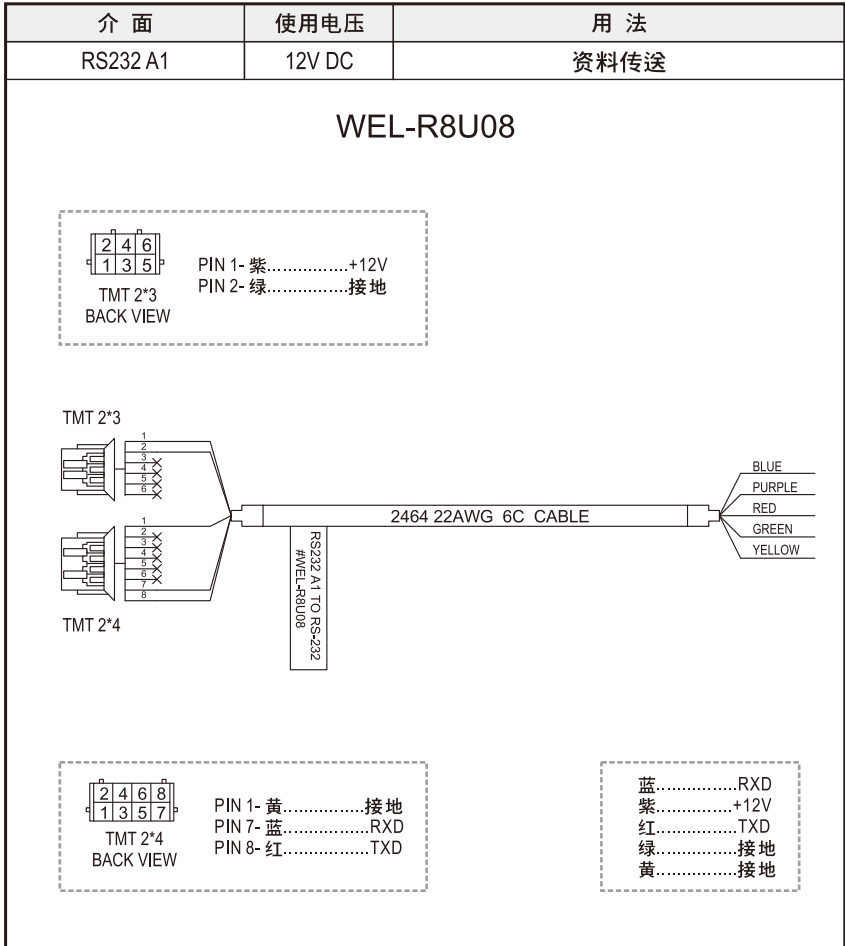 介 面 使用电压 用 法
RS232 A1 12V DC 资料传送
WEL-R8U08
2 4 6
1 3 5
TMT 2*3
BACK VIEW
PIN 1- 紫...............+12V
PIN 2- 绿...............接地
TMT 2*3
1
2
3
4
5
6
1
2
3
4
5
6
7
8
TMT 2*4
2464 22AWG 6C CABLE
RS232 A1 TO RS-232
#WEL-R8U08
BLUE
PURPLE
RED
GREEN
YELLOW
2 4 6 8
1 3 5 7
TMT 2*4
BACK VIEW
PIN 1- 黄...............接地
PIN 7- 蓝...............RXD
PIN 8- 红...............TXD
蓝...............RXD
紫...............+12V
红...............TXD
绿...............接地
黄...............接地